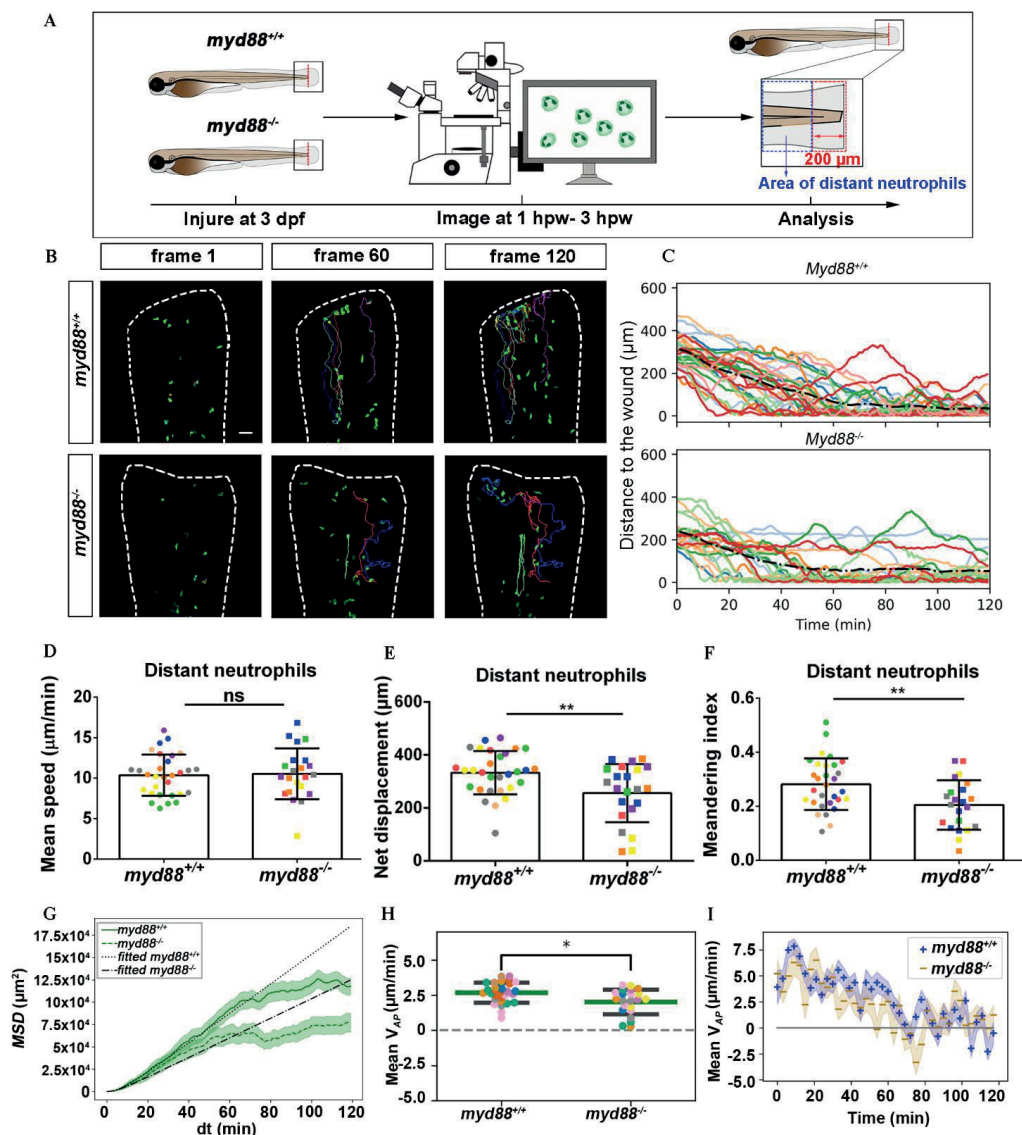 A
myd88+/+
myd88-/-
200 µm
Area of distant neutrophils
Injure at 3 dpf
Image at 1 hpw- 3 hpw
Analysis
B
frame 1
frame 60
frame 120
myd88+/+
myd88-/-
C
Myd88+/+
600
400
200
0
Myd88-/-
600
400
200
0
Distance to the wound (µm)
0 20 40 60 80 100 120
Time (min)
D
Distant neutrophils
ns
Mean speed (µm/min)
20
15
10
5
0
myd88+/+ myd88-/-
E
Distant neutrophils
**
Net displacement (µm)
600
400
200
0
myd88+/+ myd88-/-
F
Distant neutrophils
**
Meandering index
0.6
0.4
0.2
0.0
myd88+/+ myd88-/-
G
myd88+/+
myd88-/-
fitted myd88+/+
fitted myd88-/-
MSD (µm²)
17.5x10⁴
15x10⁴
12.5x10⁴
10x10⁴
7.5x10⁴
5x10⁴
2.5x10⁴
0
0 20 40 60 80 100 120
dt (min)
H
*
Mean VAP (µm/min)
5.0
2.5
0
-2.5
-5.0
myd88+/+ myd88-/-
I
myd88+/+
myd88-/-
Mean VAP (µm/min)
7.5
5.0
2.5
0
-2.5
-5.0
0 20 40 60 80 100 120
Time (min)